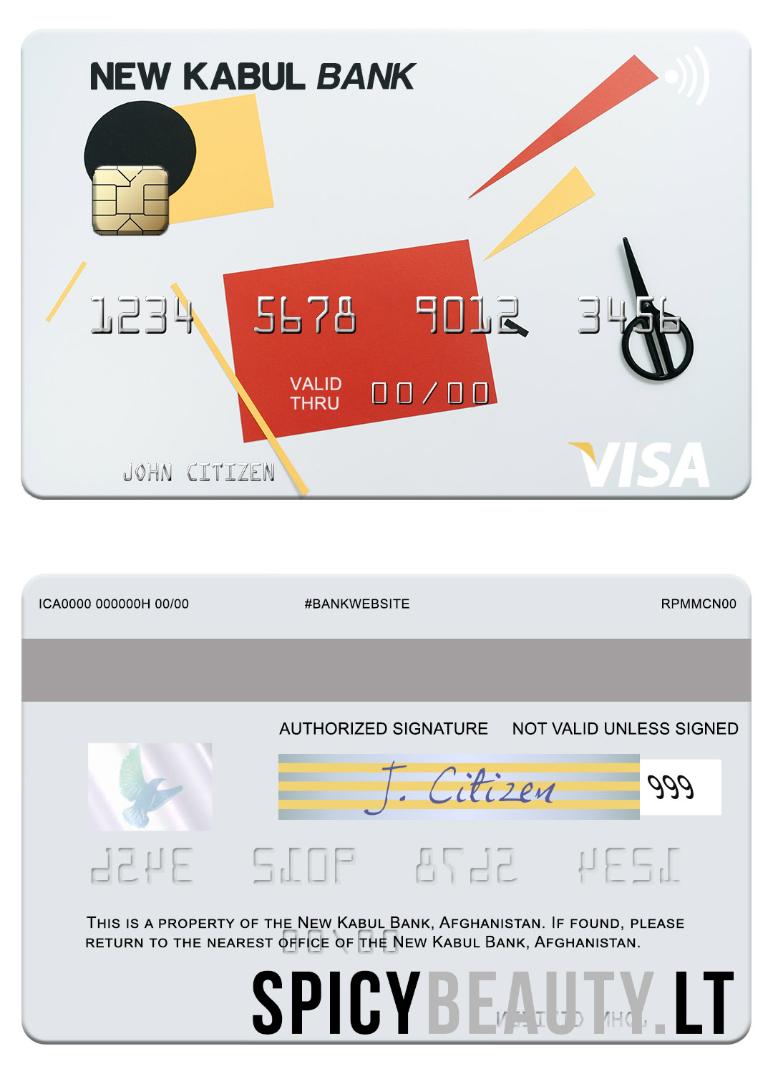 NEW KABUL BANK
1234 5678 9012 3456
VALID THRU 00/00
JOHN CITIZEN
VISA
ICA0000 000000H 00/00 #BANKWEBSITE RPMMCN00
AUTHORIZED SIGNATURE NOT VALID UNLESS SIGNED
J. Citizen 999
THIS IS A PROPERTY OF THE NEW KABUL BANK, AFGHANISTAN. IF FOUND, PLEASE
RETURN TO THE NEAREST OFFICE OF THE NEW KABUL BANK, AFGHANISTAN.
SPICYBEAUTY.LT